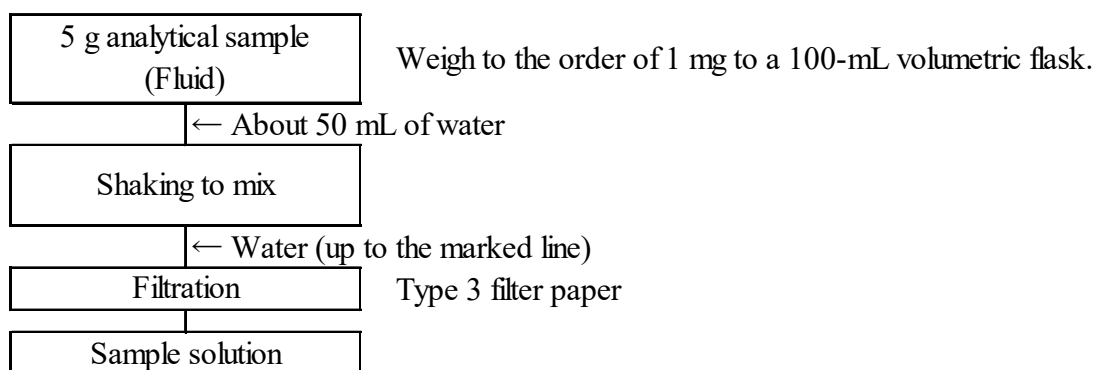 5 g analytical sample
(Fluid)
Weigh to the order of 1 mg to a 100-mL volumetric flask.
← About 50 mL of water
Shaking to mix
← Water (up to the marked line)
Filtration
Type 3 filter paper
Sample solution